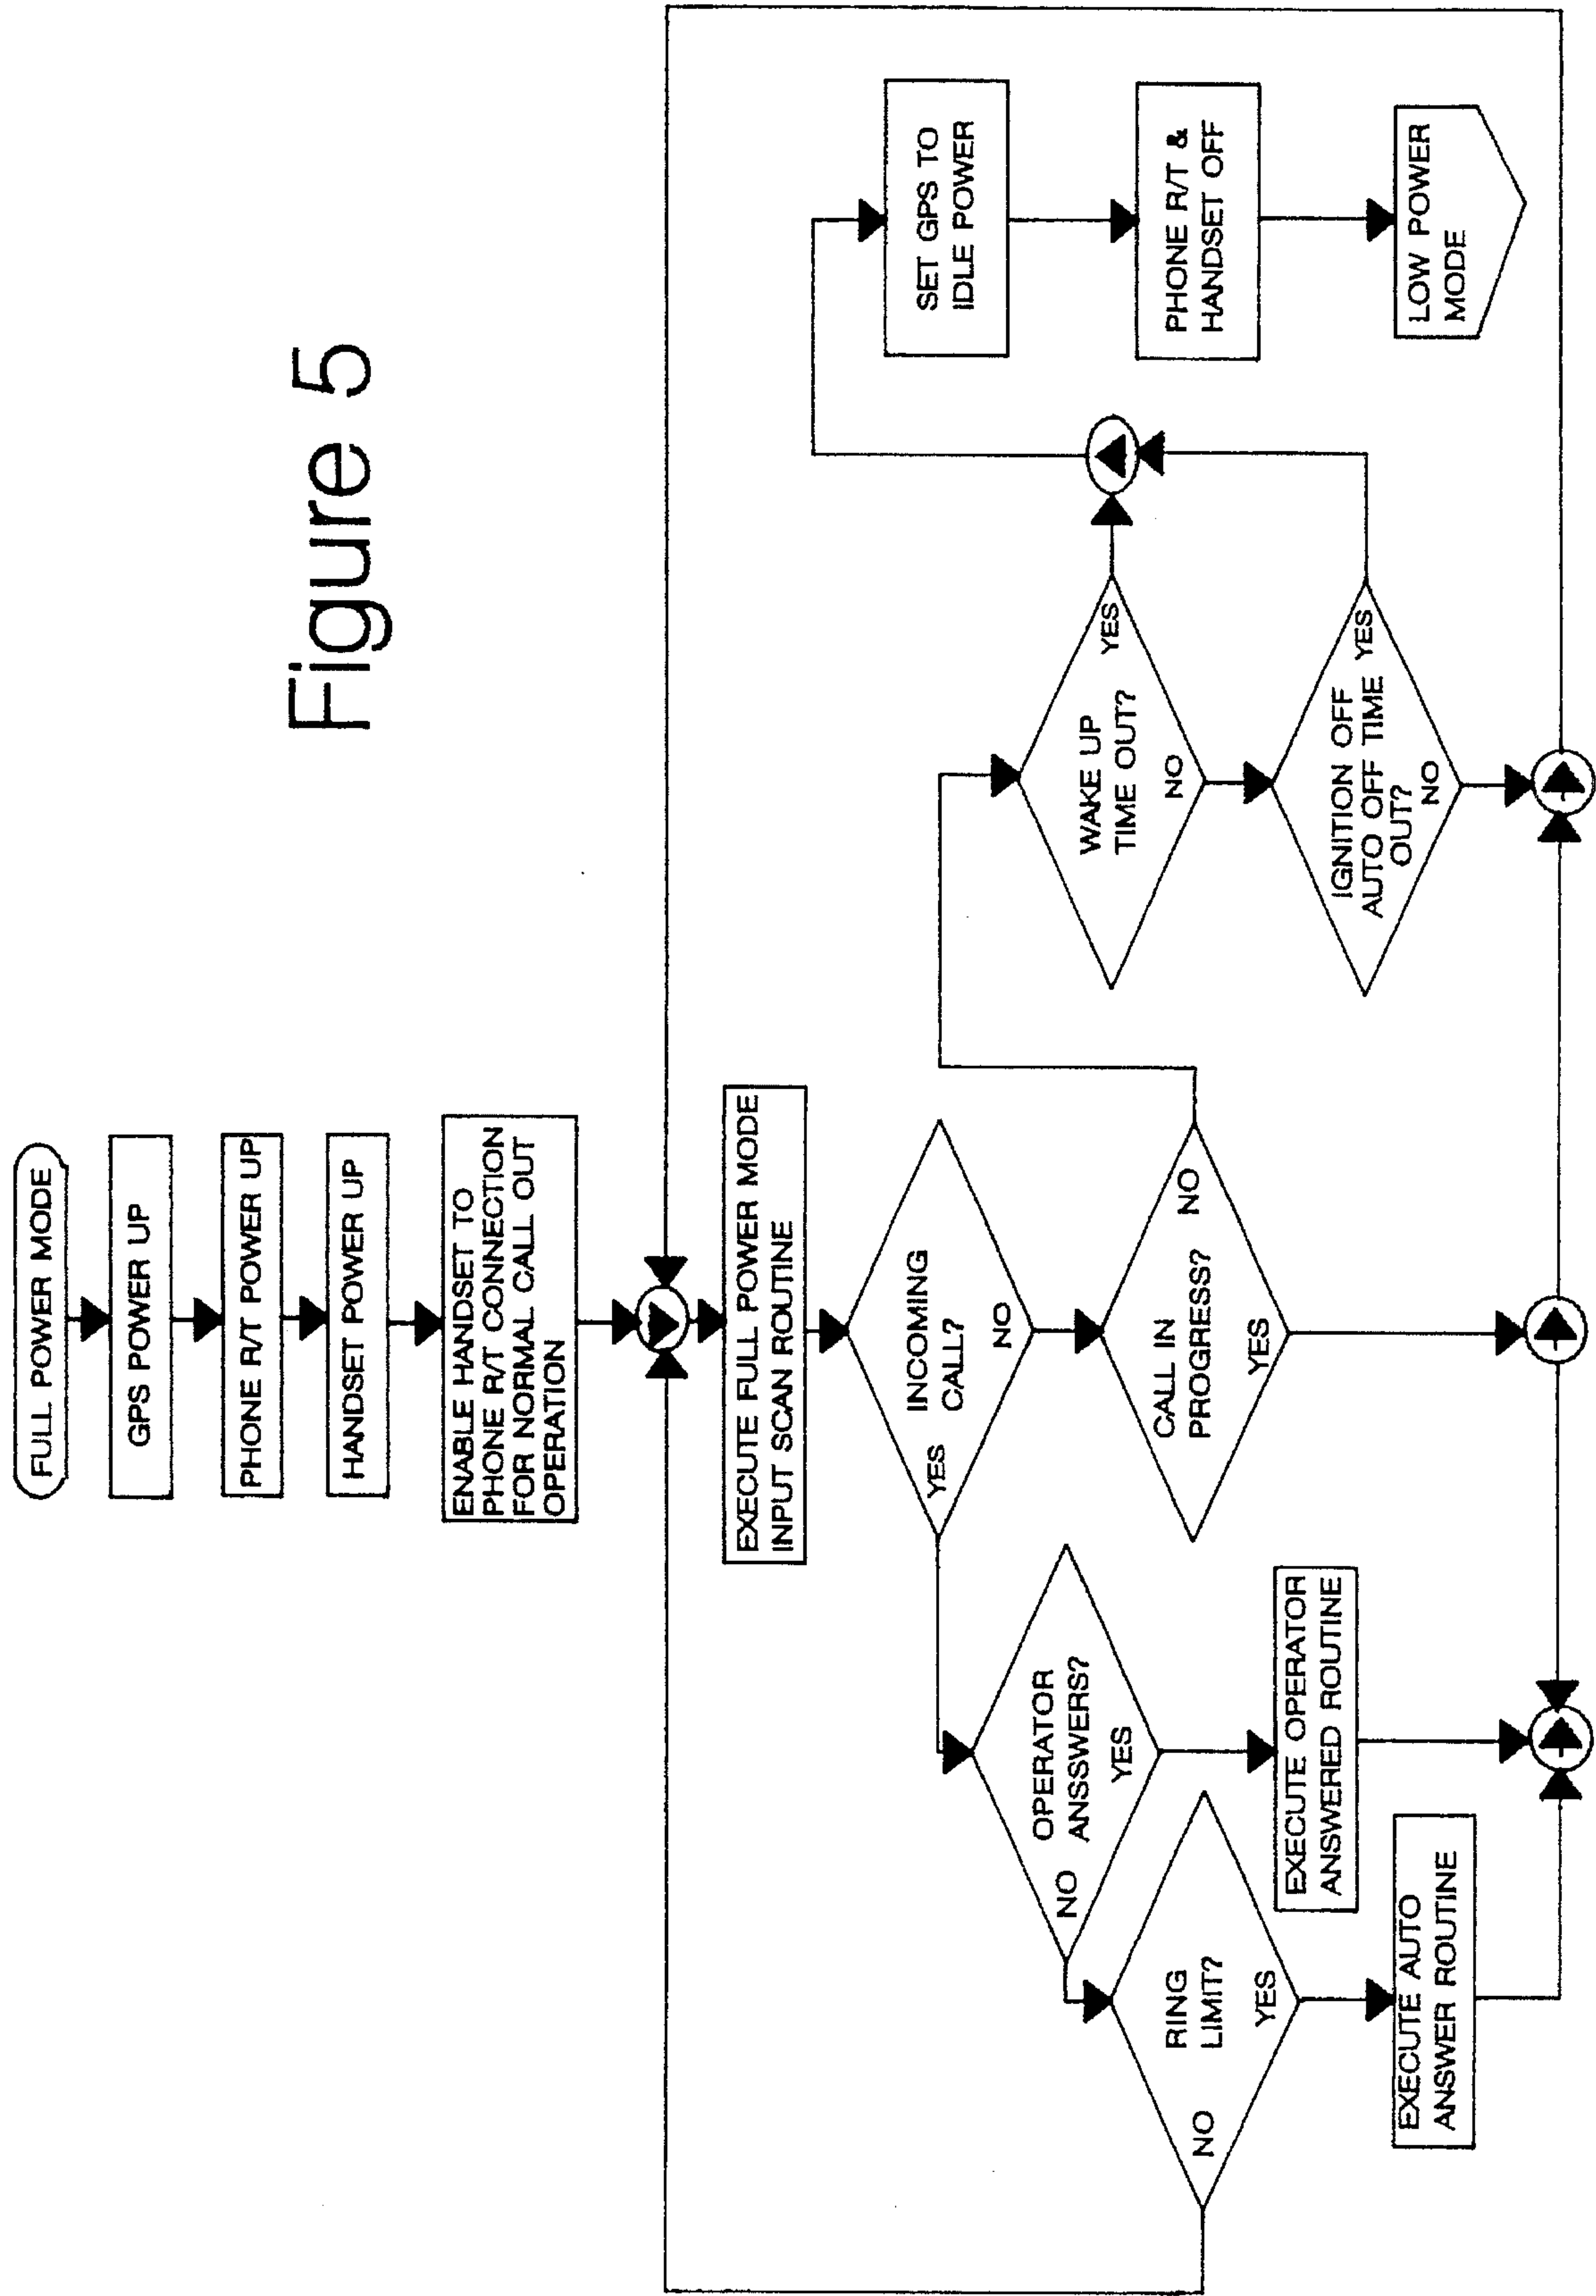 Figure 5
FULL POWER MODE
GPS POWER UP
PHONE R/T POWER UP
HANDSET POWER UP
ENABLE HANDSET TO
PHONE R/T CONNECTION
FOR NORMAL CALL OUT
OPERATION
EXECUTE FULL POWER MODE
INPUT SCAN ROUTINE
INCOMING
CALL?
YES
NO
OPERATOR
ANSSWERS?
NO
YES
RING
LIMIT?
NO
YES
EXECUTE OPERATOR
ANSWERED ROUTINE
EXECUTE AUTO
ANSWER ROUTINE
CALL IN
PROGRESS?
NO
YES
WAKE UP
TIME OUT?
YES
NO
IGNITION OFF
AUTO OFF TIME
OUT?
YES
NO
SET GPS TO
IDLE POWER
PHONE R/T &
HANDSET OFF
LOW POWER
MODE